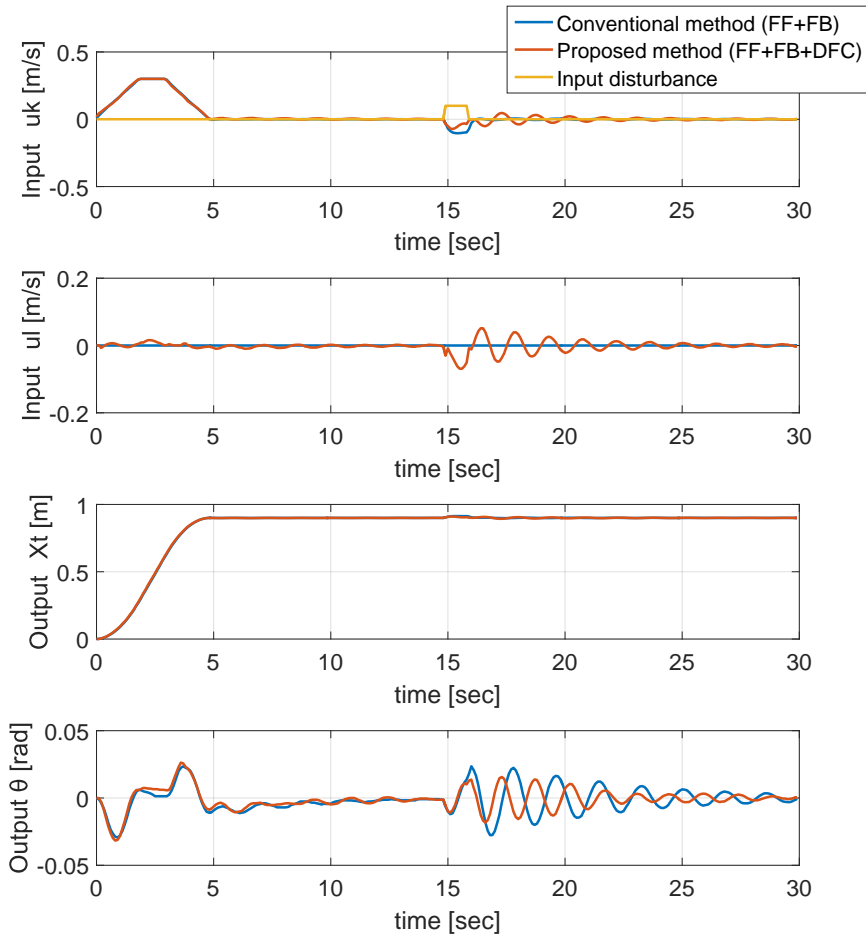 Conventional method (FF+FB)
Proposed method (FF+FB+DFC)
Input disturbance
Input uk [m/s]
0.5
0
-0.5
0 5 10 15 20 25 30
time [sec]
Input ul [m/s]
0.2
0
-0.2
0 5 10 15 20 25 30
time [sec]
Output Xt [m]
1
0.5
0
0 5 10 15 20 25 30
time [sec]
Output θ [rad]
0.05
0
-0.05
0 5 10 15 20 25 30
time [sec]